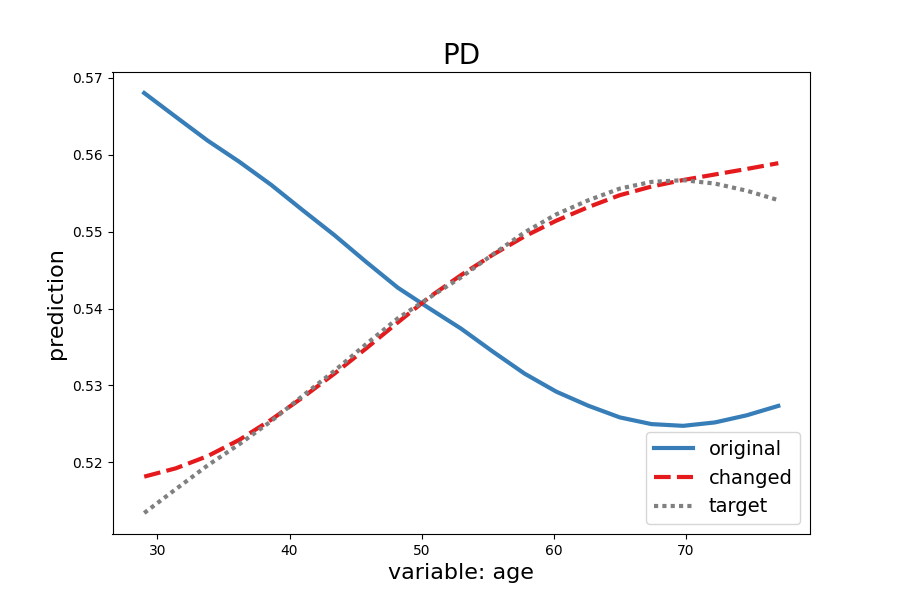 PD
0.57
0.56
0.55
0.54
0.53
0.52
prediction
30 40 50 60 70
variable: age
original
changed
target